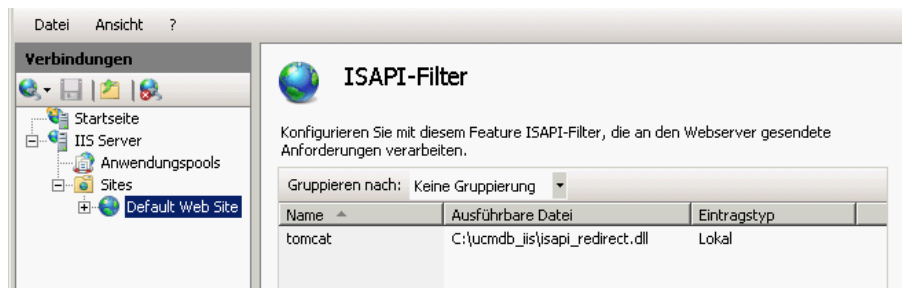 Datei Ansicht ?
Verbindungen
Startseite
IIS Server
Anwendungspools
Sites
Default Web Site
ISAPI-Filter
Konfigurieren Sie mit diesem Feature ISAPI-Filter, die an den Webserver gesendete
Anforderungen verarbeiten.
Gruppieren nach: Keine Gruppierung
Name Ausführbare Datei Eintragstyp
tomcat C:\ucmdb_iis\isapi_redirect.dll Lokal